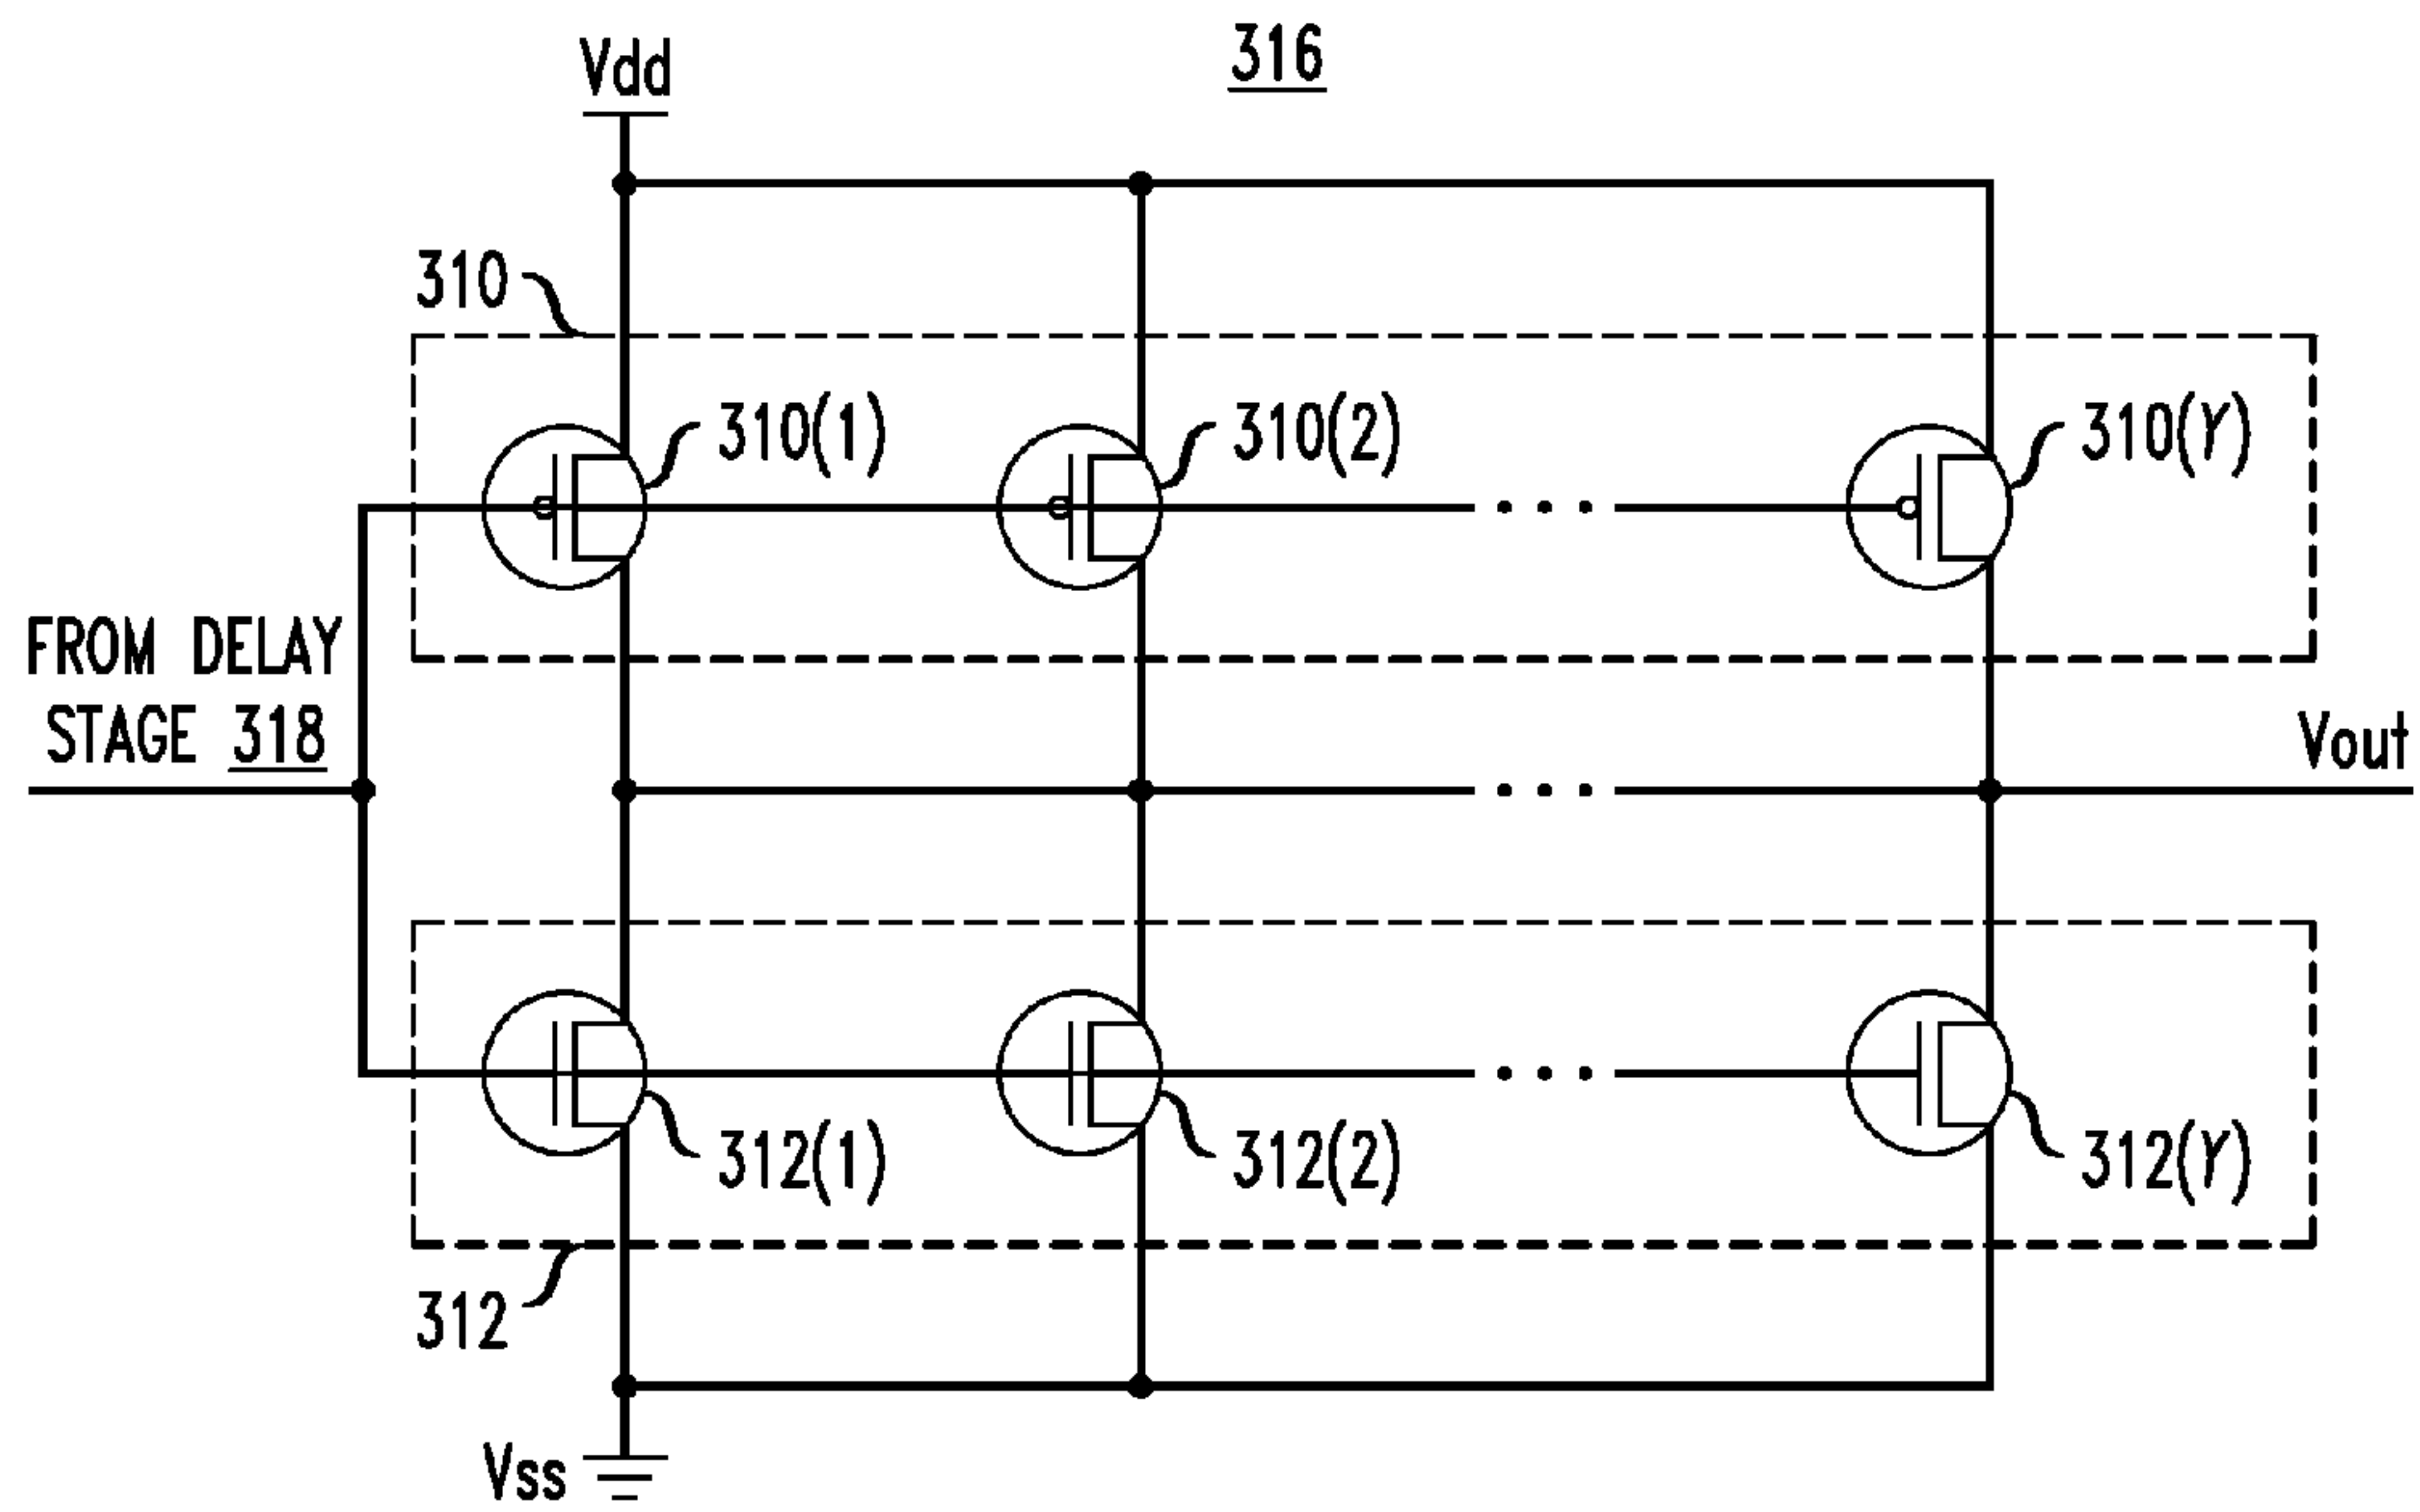 316
Vdd
310
310(1)
310(2)
310(Y)
FROM DELAY
STAGE 318
Vout
312(1)
312(2)
312(Y)
312
Vss